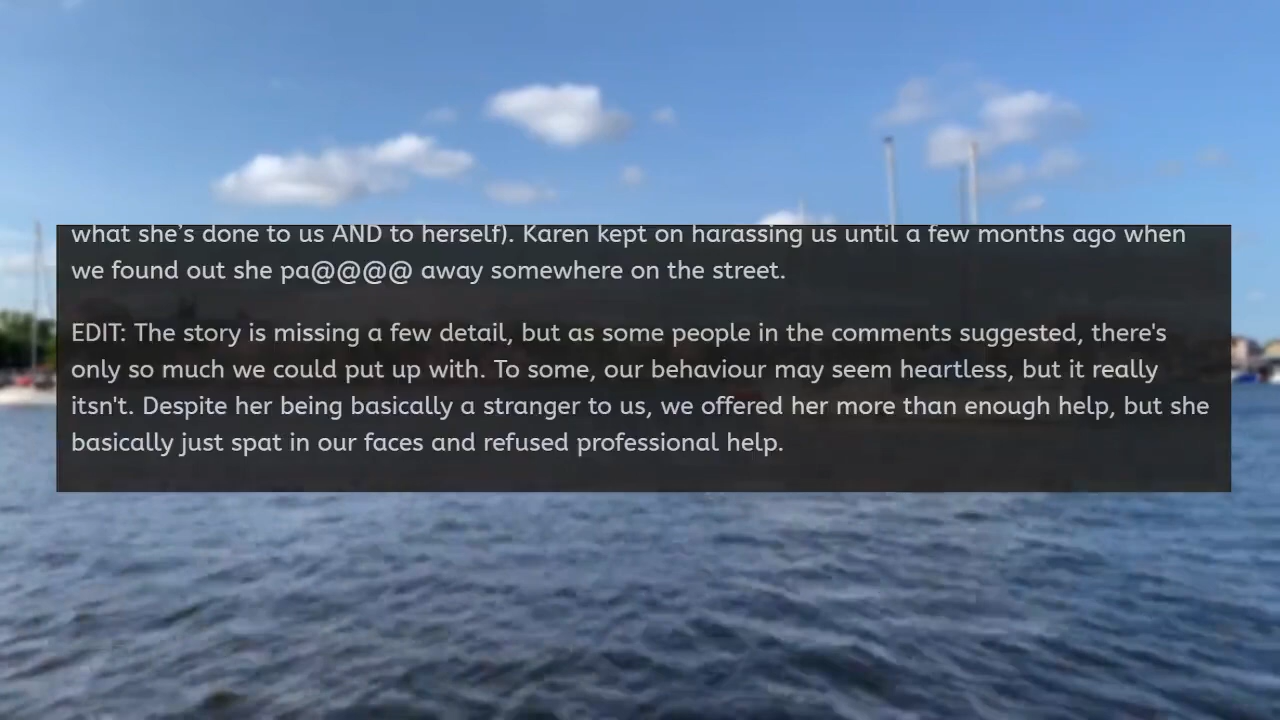 what she’s done to us AND to herself). Karen kept on harassing us until a few months ago when
we found out she pa@@@@ away somewhere on the street.
EDIT: The story is missing a few detail, but as some people in the comments suggested, there's
only so much we could put up with. To some, our behaviour may seem heartless, but it really
itsn't. Despite her being basically a stranger to us, we offered her more than enough help, but she
basically just spat in our faces and refused professional help.